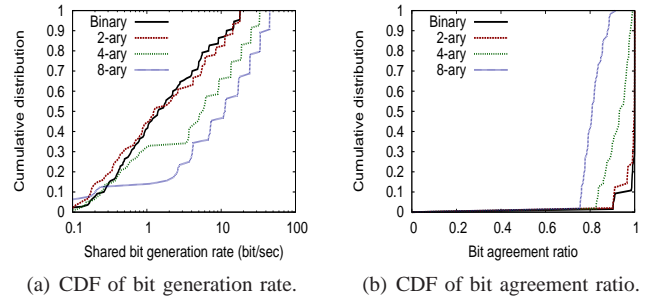 Cumulative distribution
1
0.9
0.8
0.7
0.6
0.5
0.4
0.3
0.2
0.1
0
Binary
2-ary
4-ary
8-ary
0.1 1 10 100
Shared bit generation rate (bit/sec)
(a) CDF of bit generation rate.
Cumulative distribution
1
0.9
0.8
0.7
0.6
0.5
0.4
0.3
0.2
0.1
0
Binary
2-ary
4-ary
8-ary
0 0.2 0.4 0.6 0.8 1
Bit agreement ratio
(b) CDF of bit agreement ratio.